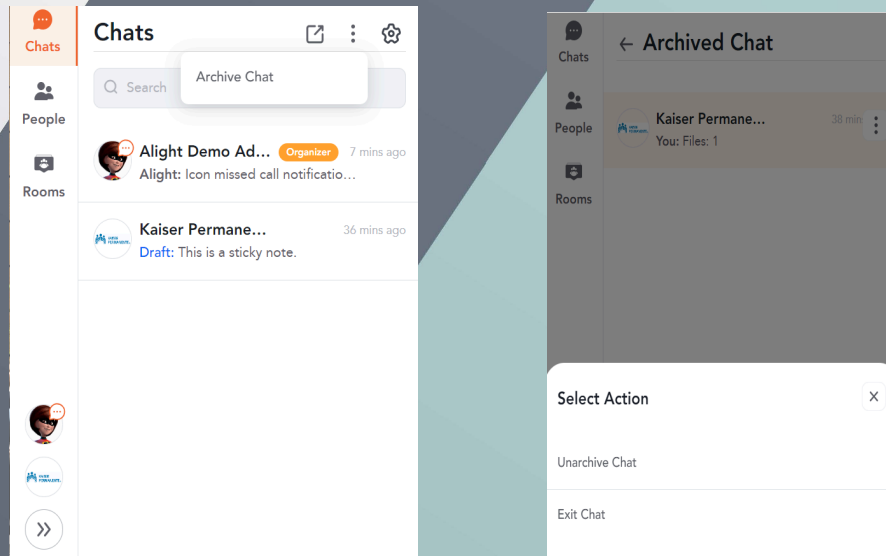 Chats
People
Rooms
Chats
Archive Chat
Search
Alight Demo Ad...
Organizer
7 mins ago
Alight: Icon missed call notificatio...
Kaiser Permane...
36 mins ago
Draft: This is a sticky note.
Chats
People
Rooms
Archived Chat
Kaiser Permane...
38 min
You: Files: 1
Select Action
X
Unarchive Chat
Exit Chat